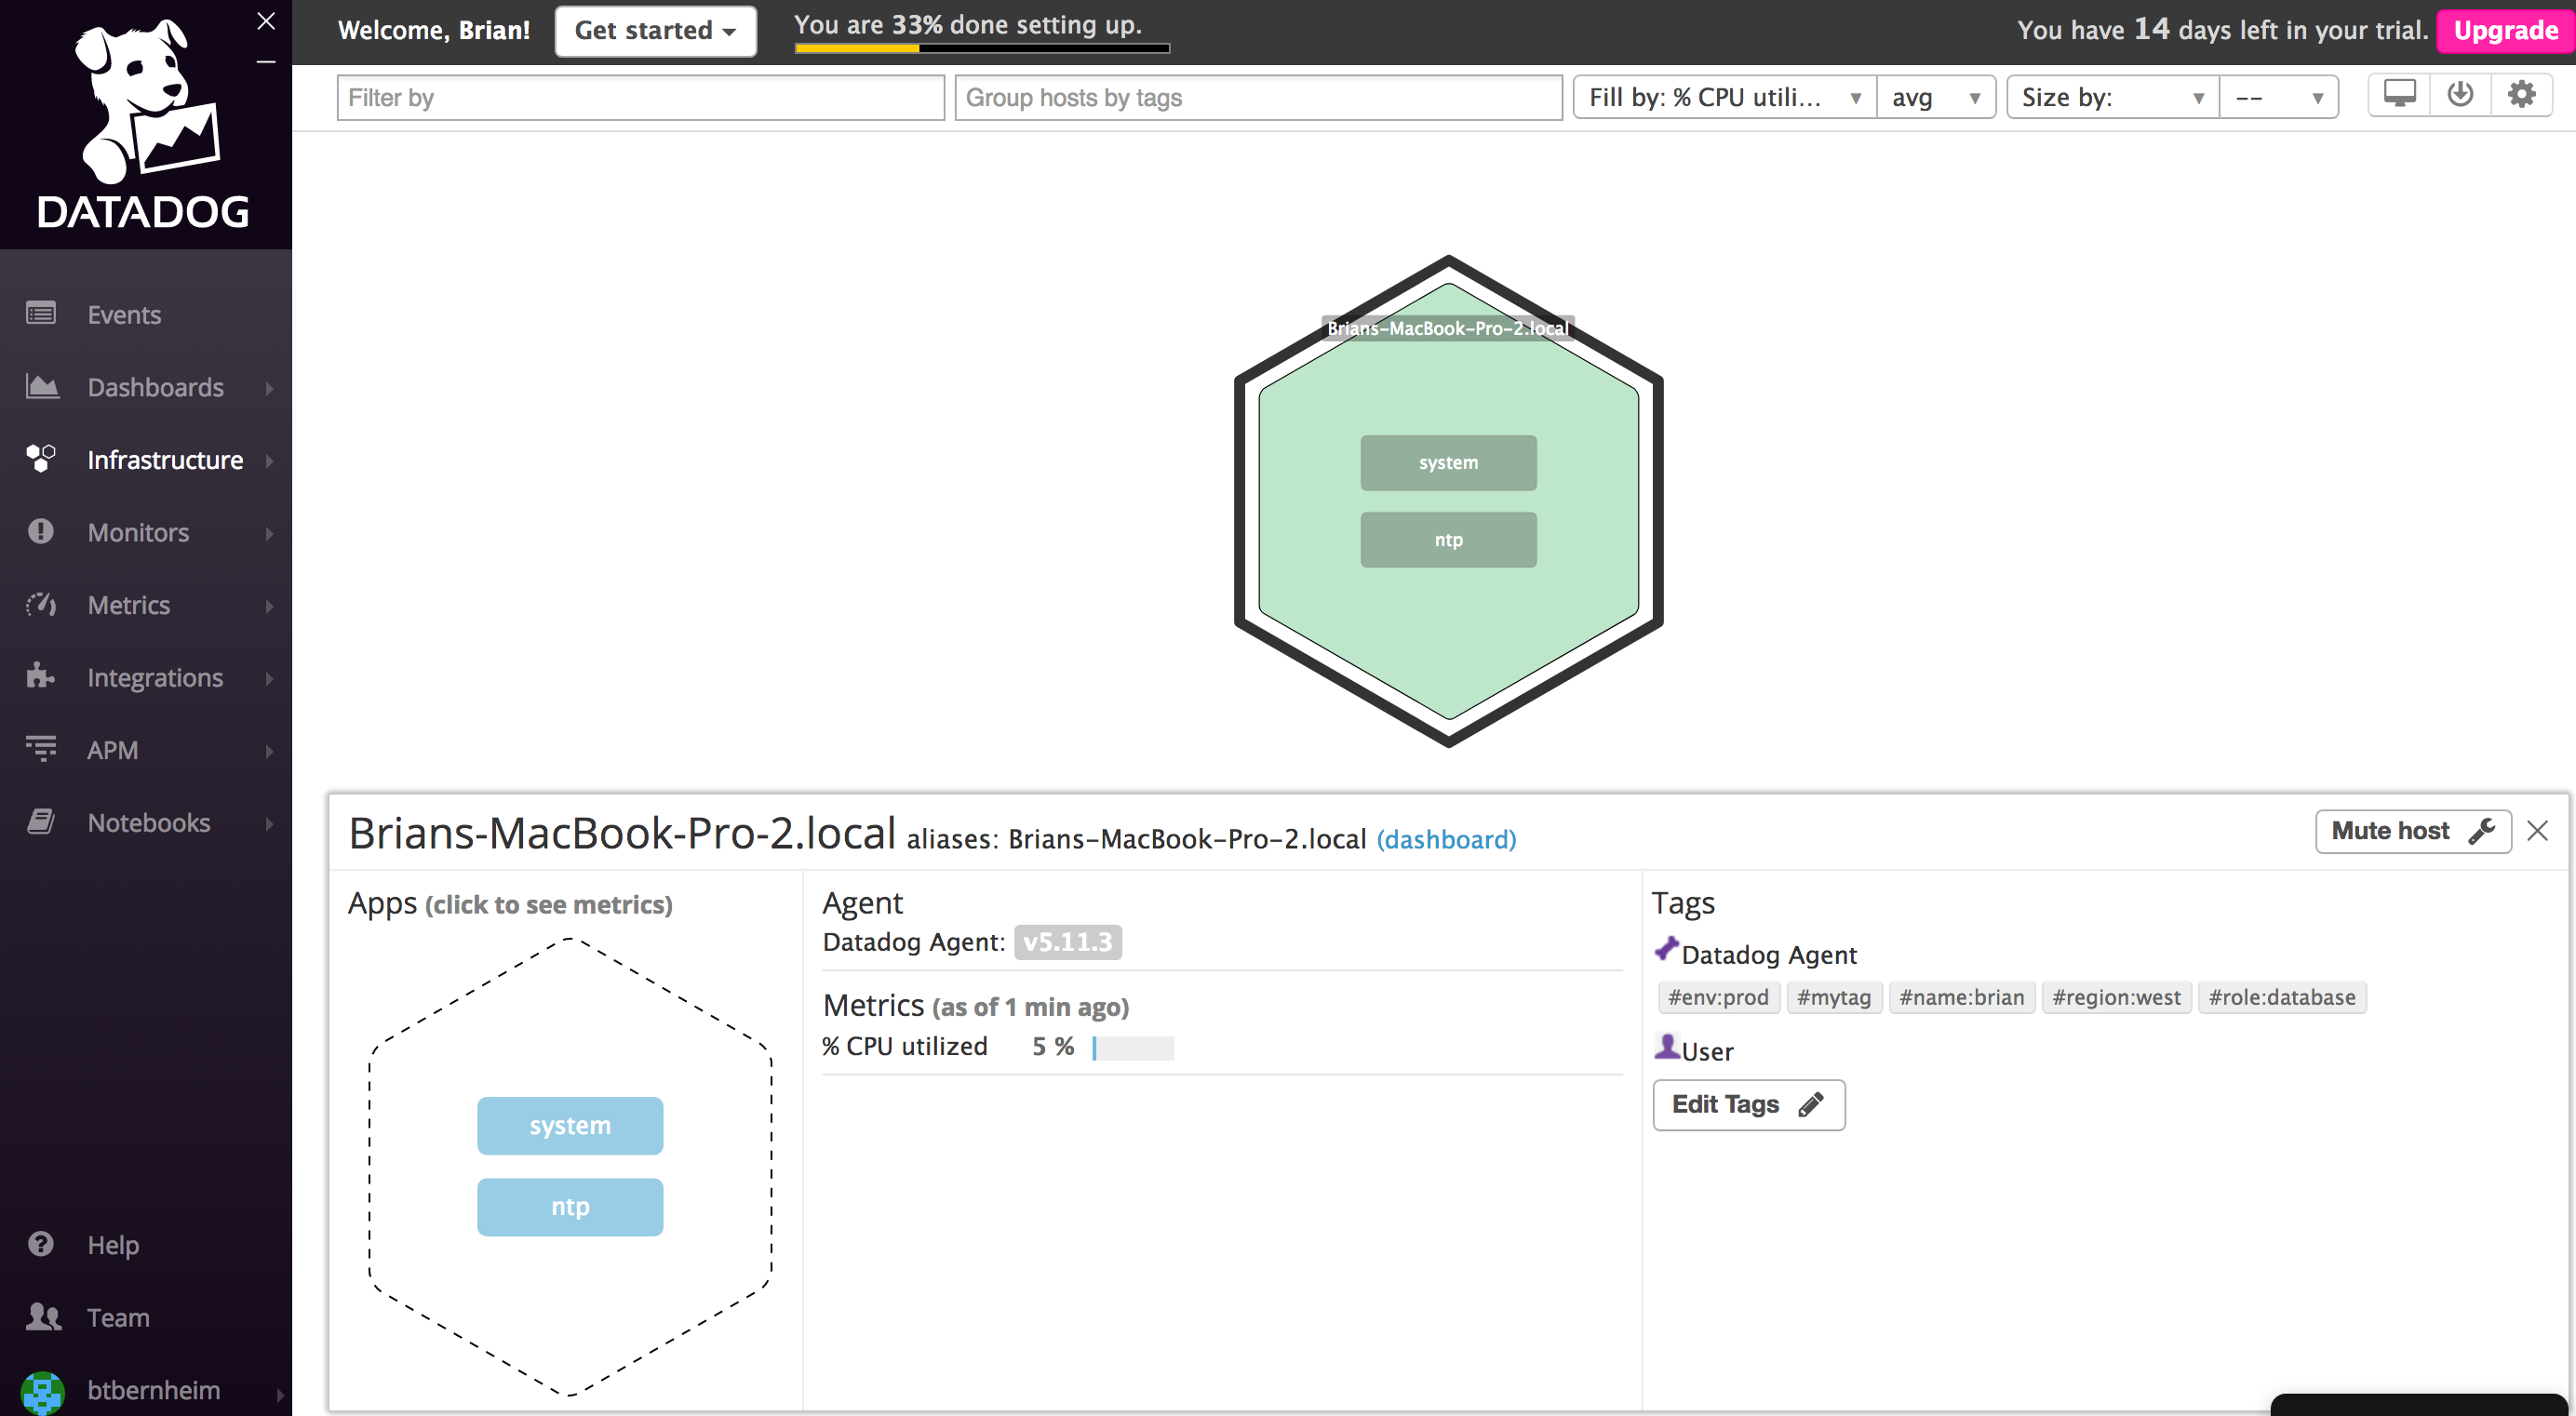 DATADOG
Events
Dashboards
Infrastructure
Monitors
Metrics
Integrations
APM
Notebooks
Help
Team
btbernheim
Welcome, Brian!
Get started
You are 33% done setting up.
You have 14 days left in your trial.
Upgrade
Filter by
Group hosts by tags
Fill by: % CPU utili...
avg
Size by:
--
Brians-MacBook-Pro-2.local
system
ntp
Brians-MacBook-Pro-2.local aliases: Brians-MacBook-Pro-2.local (dashboard)
Mute host
Apps (click to see metrics)
system
ntp
Agent
Datadog Agent: v5.11.3
Metrics (as of 1 min ago)
% CPU utilized 5 %
Tags
Datadog Agent
#env:prod #mytag #name:brian #region:west #role:database
User
Edit Tags